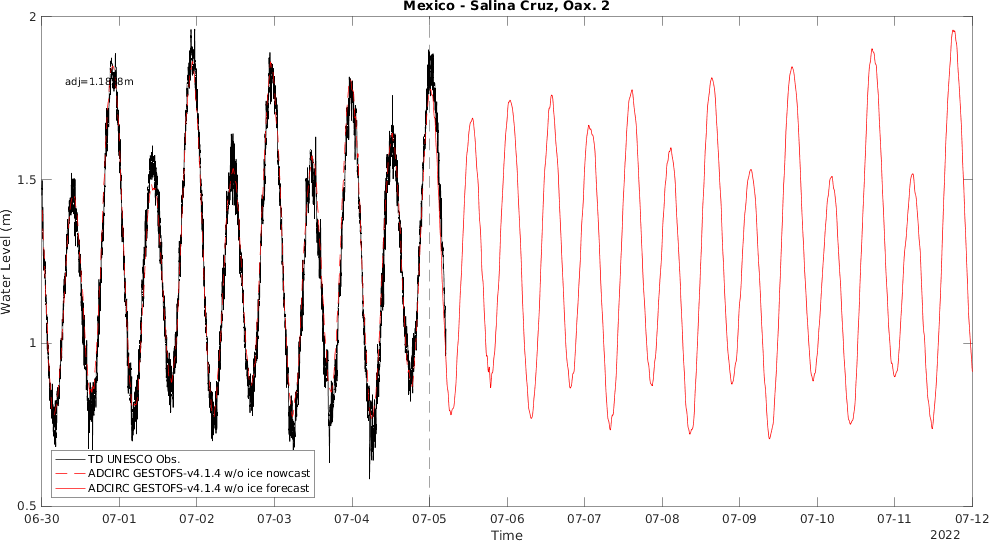 Mexico - Salina Cruz, Oax. 2
2
1.5
1
0.5
Water Level (m)
TD UNESCO Obs.
ADCIRC GESTOFS-v4.1.4 w/o ice nowcast
ADCIRC GESTOFS-v4.1.4 w/o ice forecast
06-30 07-01 07-02 07-03 07-04 07-05 07-06 07-07 07-08 07-09 07-10 07-11 07-12
Time
2022